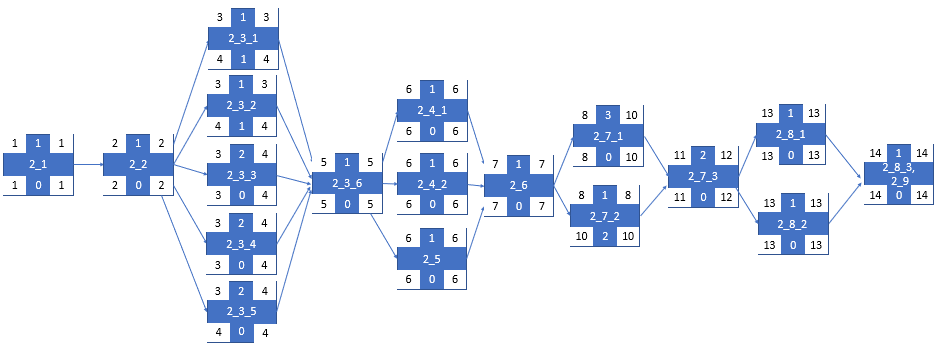 1 1 1
2_1
1 0 1
2 1 2
2_2
2 0 2
3 1 3
2_3_1
4 1 4
3 1 3
2_3_2
4 1 4
3 2 4
2_3_3
3 0 4
3 2 4
2_3_4
3 0 4
3 2 4
2_3_5
4 0 4
5 1 5
2_3_6
5 0 5
6 1 6
2_4_1
6 0 6
6 1 6
2_4_2
6 0 6
6 1 6
2_5
6 0 6
7 1 7
2_6
7 0 7
8 3 10
2_7_1
8 0 10
8 1 8
2_7_2
10 2 10
11 2 12
2_7_3
11 0 12
13 1 13
2_8_1
13 0 13
13 1 13
2_8_2
13 0 13
14 1 14
2_8_3,
2_9
14 0 14